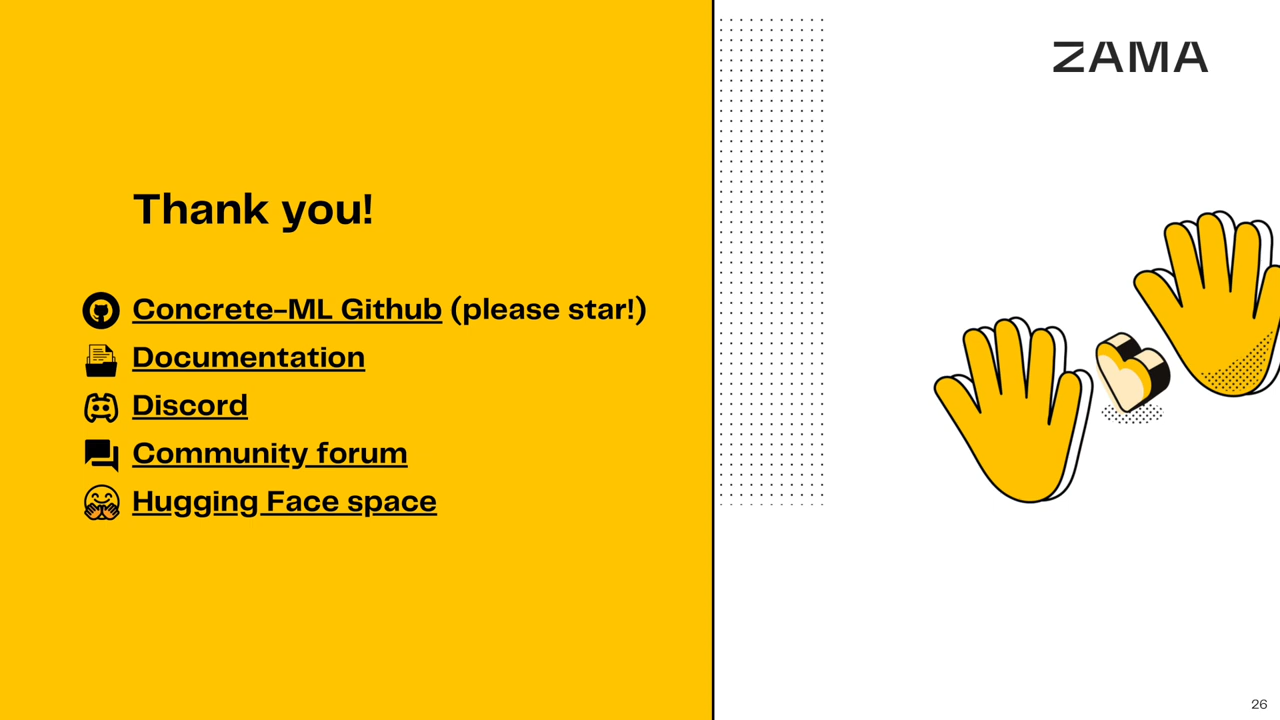 ZAMA
Thank you!
Concrete-ML Github (please star!)
Documentation
Discord
Community forum
Hugging Face space
26